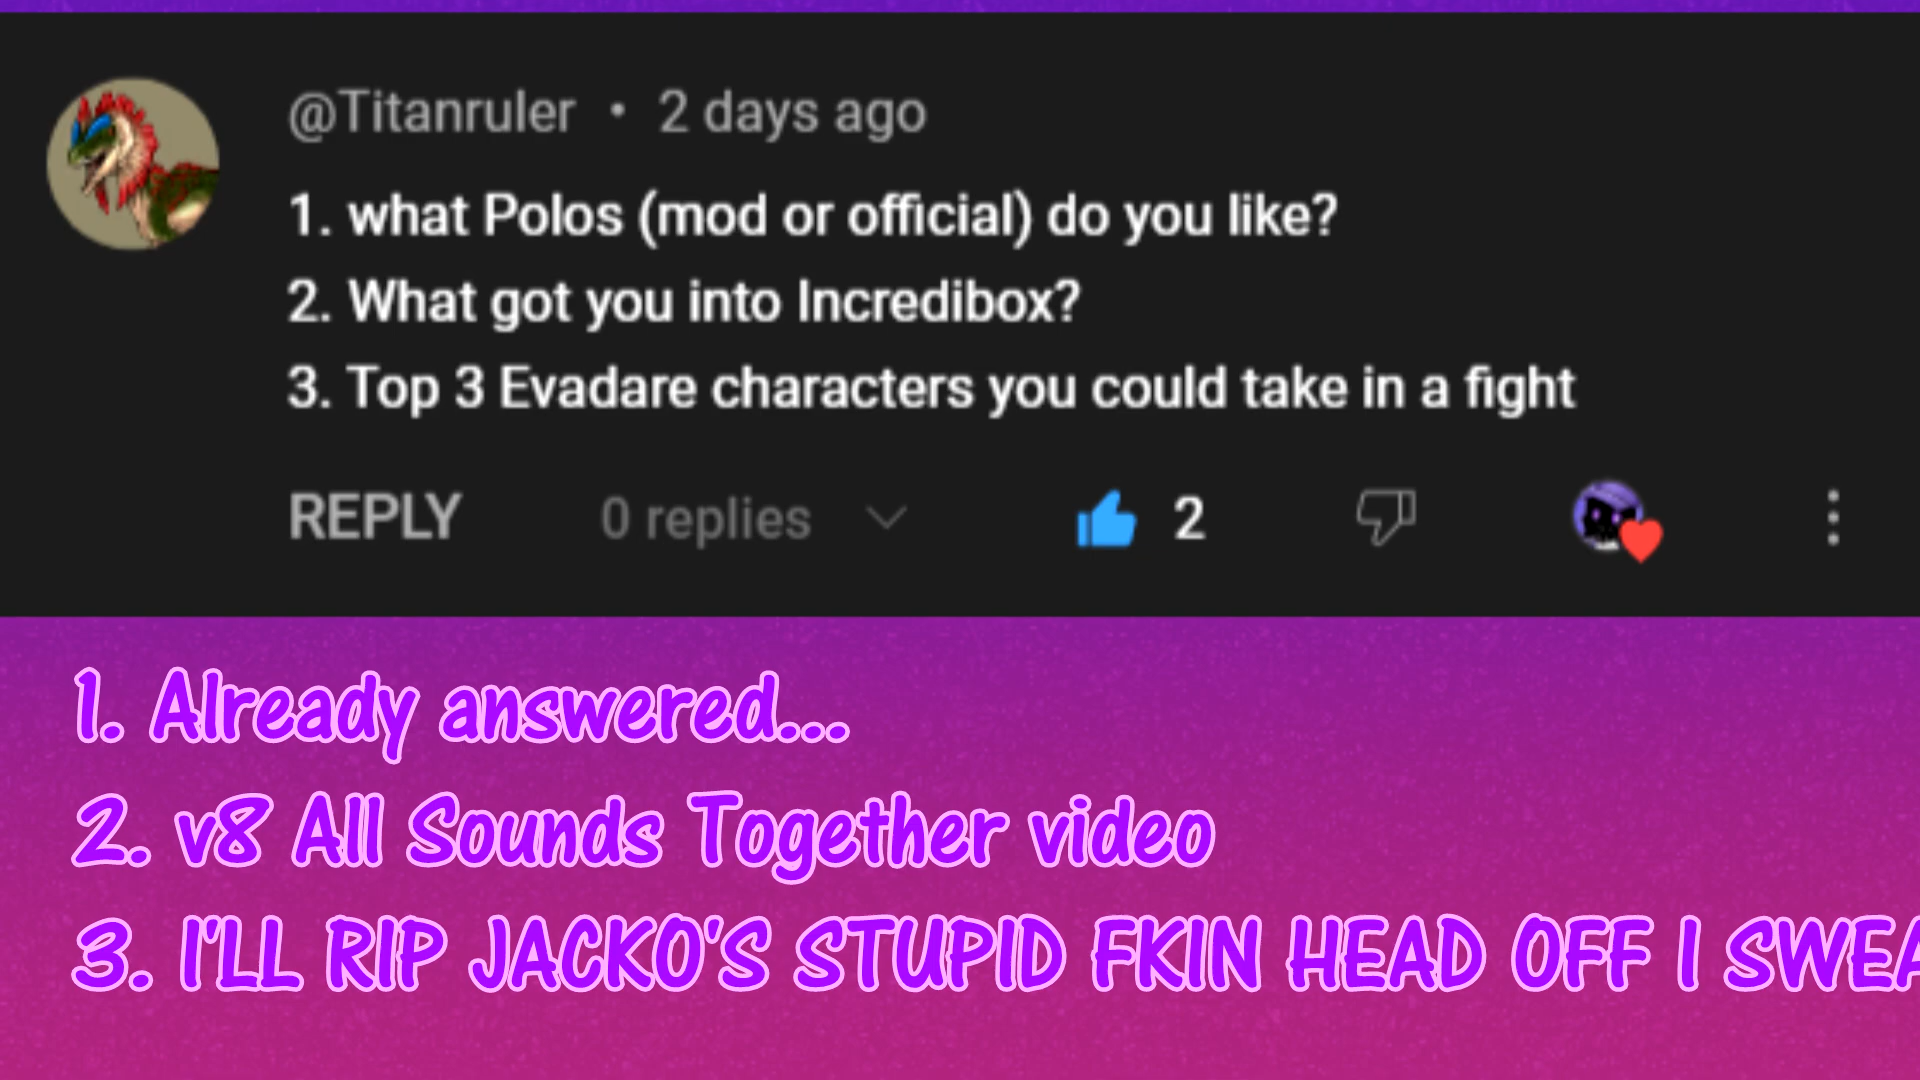 @Titanruler • 2 days ago
1. what Polos (mod or official) do you like?
2. What got you into Incredibox?
3. Top 3 Evadare characters you could take in a fight
REPLY 0 replies 2
1. Already answered...
2. v8 All Sounds Together video
3. I'LL RIP JACKO'S STUPID FKIN HEAD OFF I SWEA